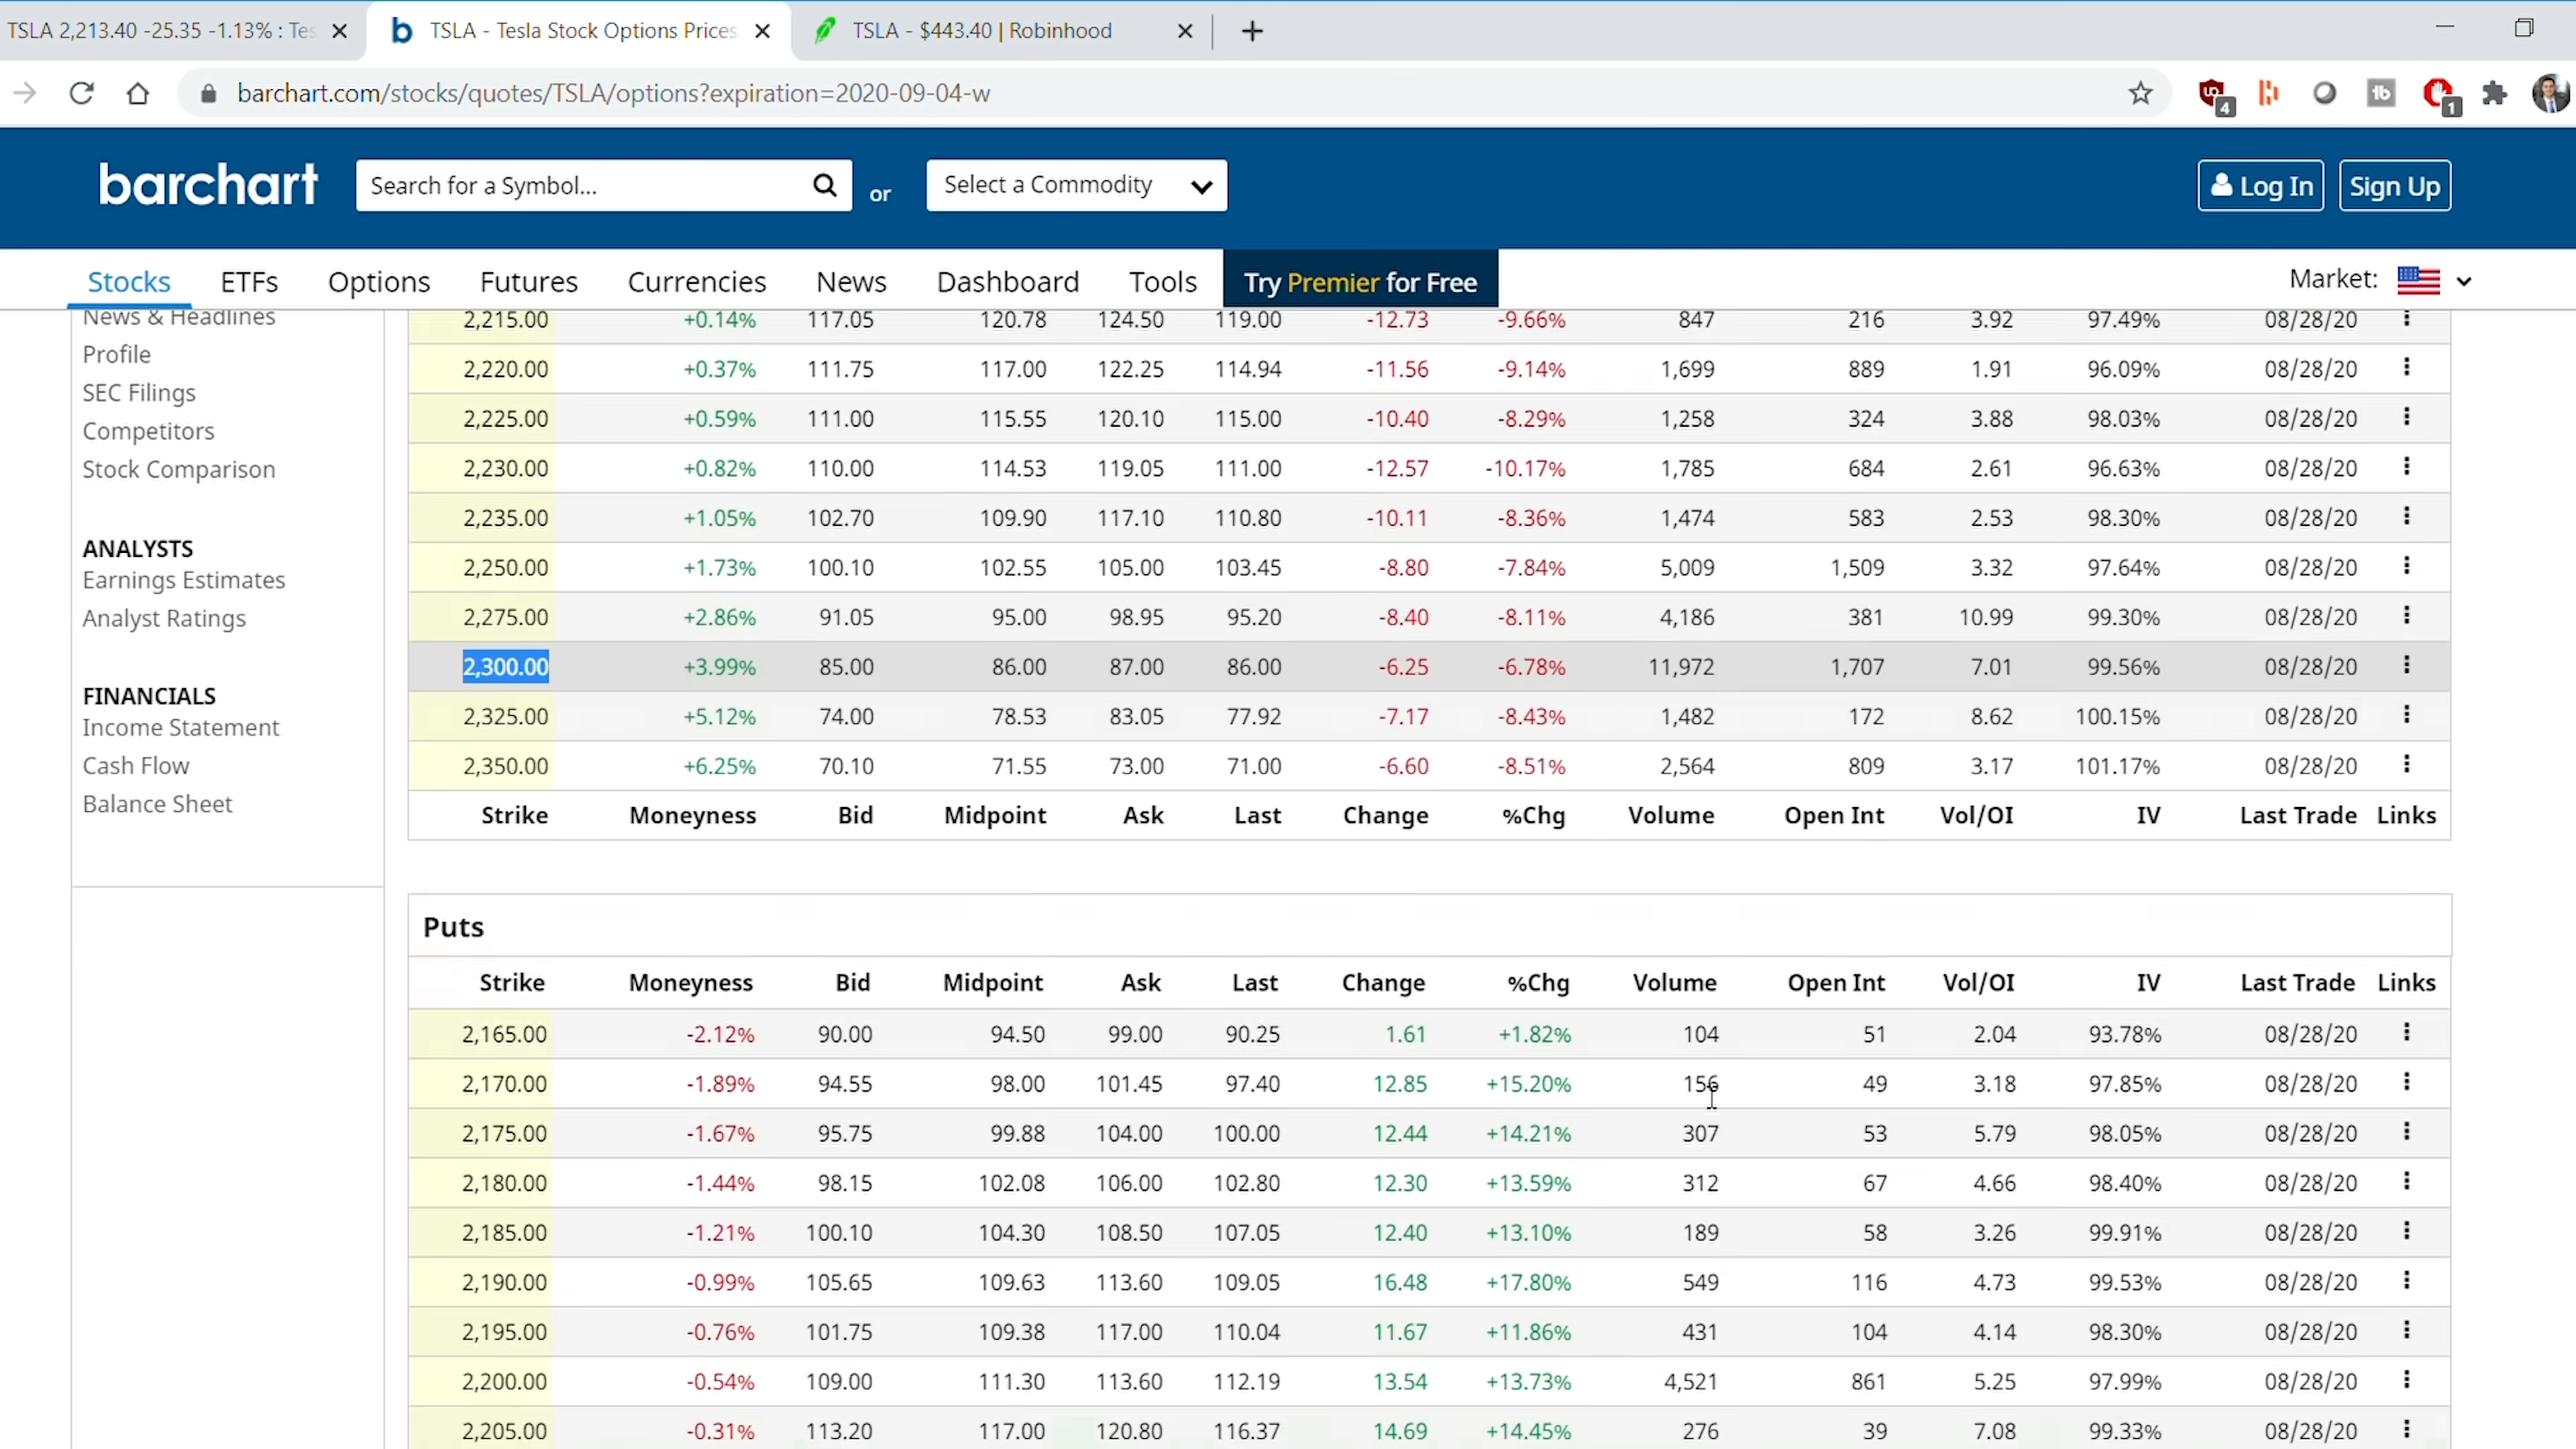 TSLA 2,213.40 -25.35 -1.13% : Tes
TSLA - Tesla Stock Options Prices
TSLA - $443.40 | Robinhood
barchart.com/stocks/quotes/TSLA/options?expiration=2020-09-04-w
4
1
barchart
Search for a Symbol...
or
Select a Commodity
Log In
Sign Up
Stocks ETFs Options Futures Currencies News Dashboard Tools Try Premier for Free Market:
News & Headlines
Profile
SEC Filings
Competitors
Stock Comparison
ANALYSTS
Earnings Estimates
Analyst Ratings
FINANCIALS
Income Statement
Cash Flow
Balance Sheet
2,215.00 +0.14% 117.05 120.78 124.50 119.00 -12.73 -9.66% 847 216 3.92 97.49% 08/28/20
2,220.00 +0.37% 111.75 117.00 122.25 114.94 -11.56 -9.14% 1,699 889 1.91 96.09% 08/28/20
2,225.00 +0.59% 111.00 115.55 120.10 115.00 -10.40 -8.29% 1,258 324 3.88 98.03% 08/28/20
2,230.00 +0.82% 110.00 114.53 119.05 111.00 -12.57 -10.17% 1,785 684 2.61 96.63% 08/28/20
2,235.00 +1.05% 102.70 109.90 117.10 110.80 -10.11 -8.36% 1,474 583 2.53 98.30% 08/28/20
2,250.00 +1.73% 100.10 102.55 105.00 103.45 -8.80 -7.84% 5,009 1,509 3.32 97.64% 08/28/20
2,275.00 +2.86% 91.05 95.00 98.95 95.20 -8.40 -8.11% 4,186 381 10.99 99.30% 08/28/20
2,300.00 +3.99% 85.00 86.00 87.00 86.00 -6.25 -6.78% 11,972 1,707 7.01 99.56% 08/28/20
2,325.00 +5.12% 74.00 78.53 83.05 77.92 -7.17 -8.43% 1,482 172 8.62 100.15% 08/28/20
2,350.00 +6.25% 70.10 71.55 73.00 71.00 -6.60 -8.51% 2,564 809 3.17 101.17% 08/28/20
Strike Moneyness Bid Midpoint Ask Last Change %Chg Volume Open Int Vol/OI IV Last Trade Links
Puts
Strike Moneyness Bid Midpoint Ask Last Change %Chg Volume Open Int Vol/OI IV Last Trade Links
2,165.00 -2.12% 90.00 94.50 99.00 90.25 1.61 +1.82% 104 51 2.04 93.78% 08/28/20
2,170.00 -1.89% 94.55 98.00 101.45 97.40 12.85 +15.20% 156 49 3.18 97.85% 08/28/20
2,175.00 -1.67% 95.75 99.88 104.00 100.00 12.44 +14.21% 307 53 5.79 98.05% 08/28/20
2,180.00 -1.44% 98.15 102.08 106.00 102.80 12.30 +13.59% 312 67 4.66 98.40% 08/28/20
2,185.00 -1.21% 100.10 104.30 108.50 107.05 12.40 +13.10% 189 58 3.26 99.91% 08/28/20
2,190.00 -0.99% 105.65 109.63 113.60 109.05 16.48 +17.80% 549 116 4.73 99.53% 08/28/20
2,195.00 -0.76% 101.75 109.38 117.00 110.04 11.67 +11.86% 431 104 4.14 98.30% 08/28/20
2,200.00 -0.54% 109.00 111.30 113.60 112.19 13.54 +13.73% 4,521 861 5.25 97.99% 08/28/20
2,205.00 -0.31% 113.20 117.00 120.80 116.37 14.69 +14.45% 276 39 7.08 99.33% 08/28/20